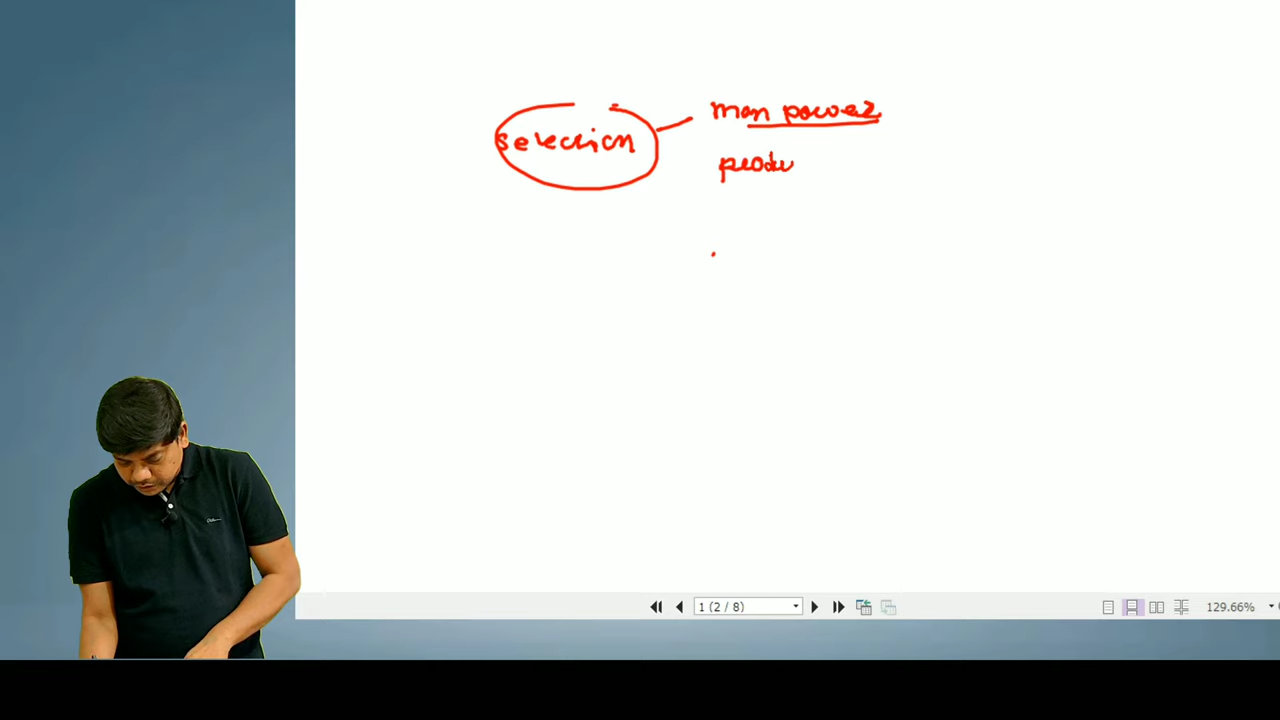 selection
man power
produ
1 (2 / 8)
129.66%